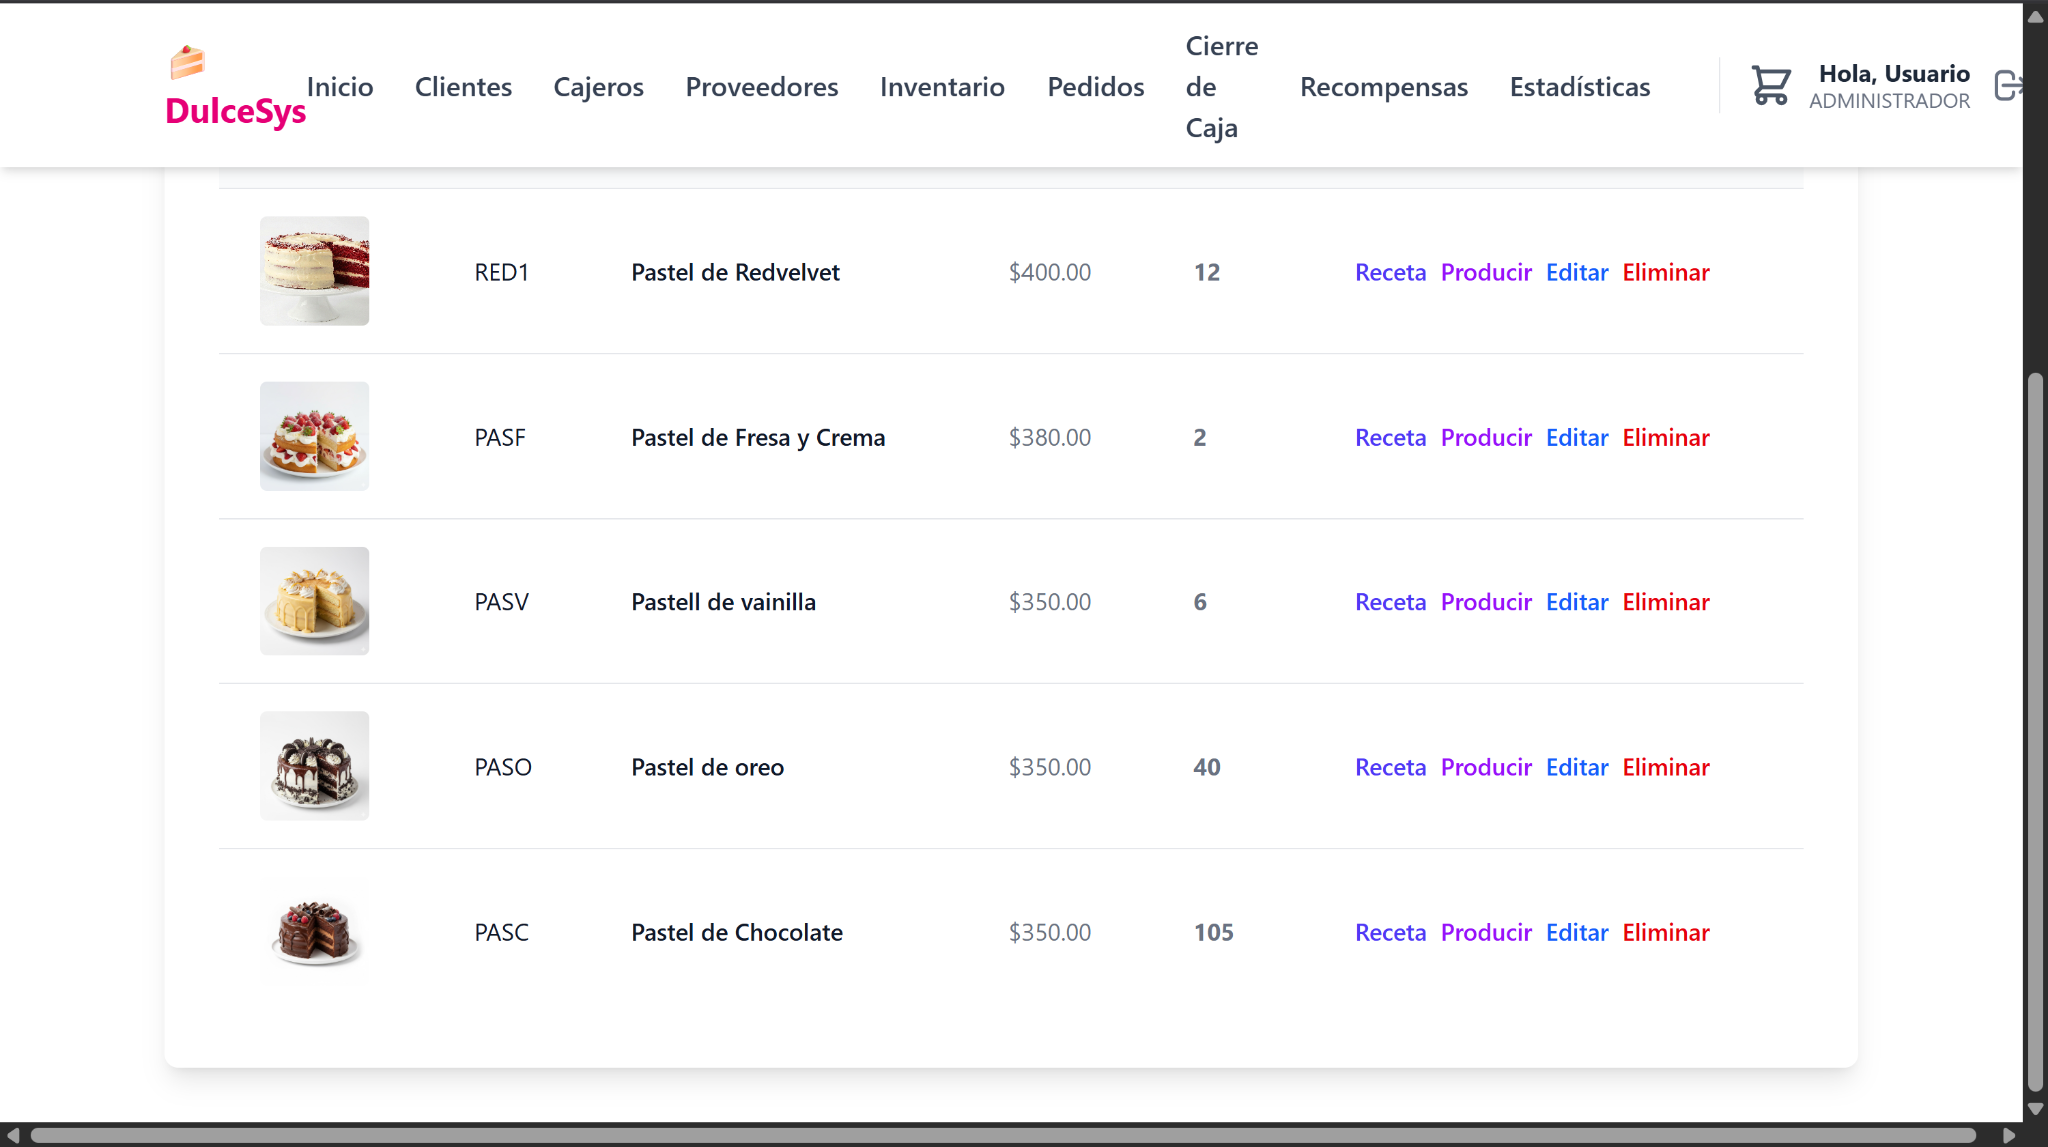 DulceSys
Inicio
Clientes
Cajeros
Proveedores
Inventario
Pedidos
Cierre
de
Caja
Recompensas
Estadísticas
Hola, Usuario
ADMINISTRADOR
RED1 Pastel de Redvelvet $400.00 12 Receta Producir Editar Eliminar
PASF Pastel de Fresa y Crema $380.00 2 Receta Producir Editar Eliminar
PASV Pastell de vainilla $350.00 6 Receta Producir Editar Eliminar
PASO Pastel de oreo $350.00 40 Receta Producir Editar Eliminar
PASC Pastel de Chocolate $350.00 105 Receta Producir Editar Eliminar